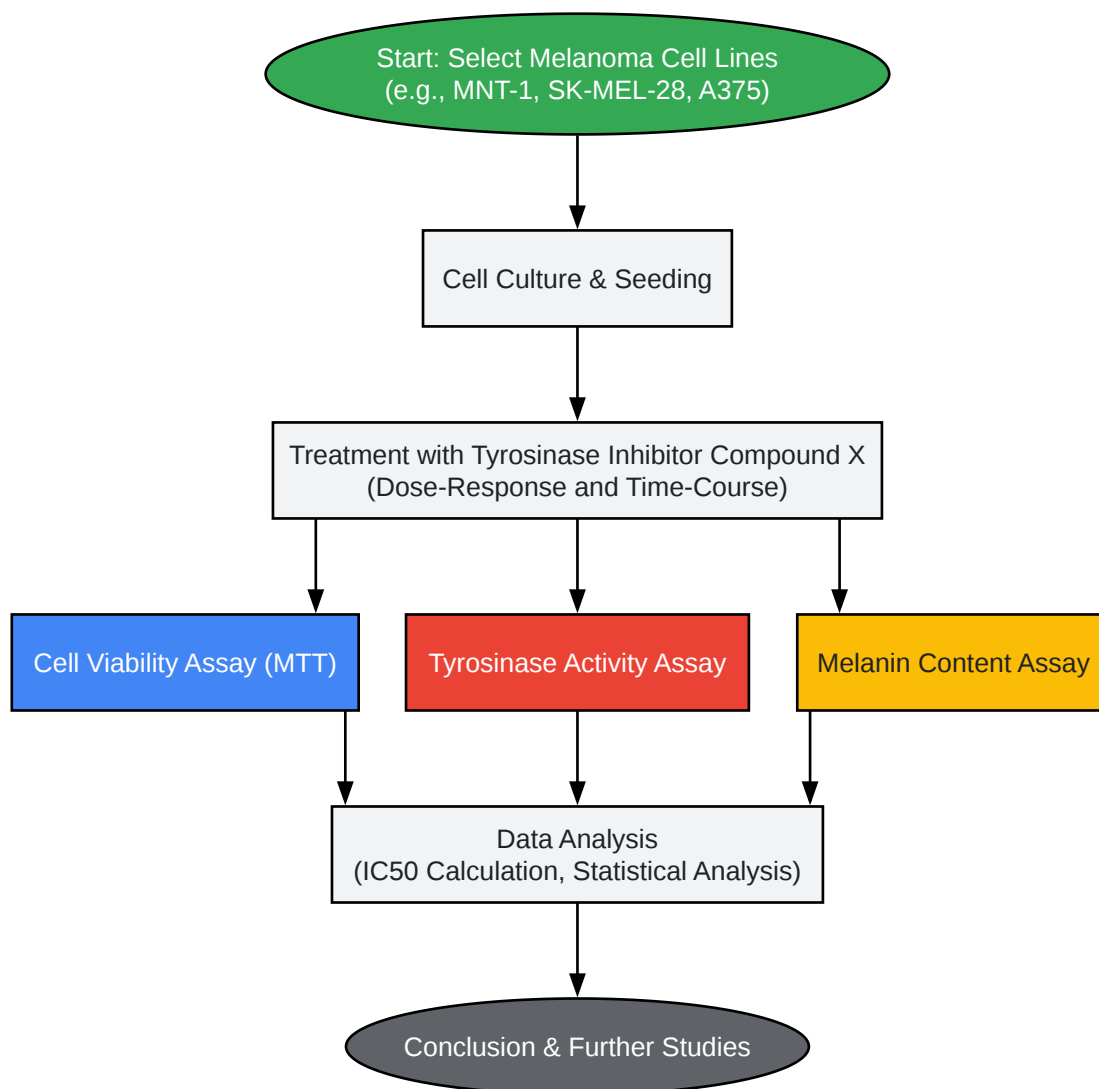 Start: Select Melanoma Cell Lines
(e.g., MNT-1, SK-MEL-28, A375)
Cell Culture & Seeding
Treatment with Tyrosinase Inhibitor Compound X
(Dose-Response and Time-Course)
Cell Viability Assay (MTT)
Tyrosinase Activity Assay
Melanin Content Assay
Data Analysis
(IC50 Calculation, Statistical Analysis)
Conclusion & Further Studies